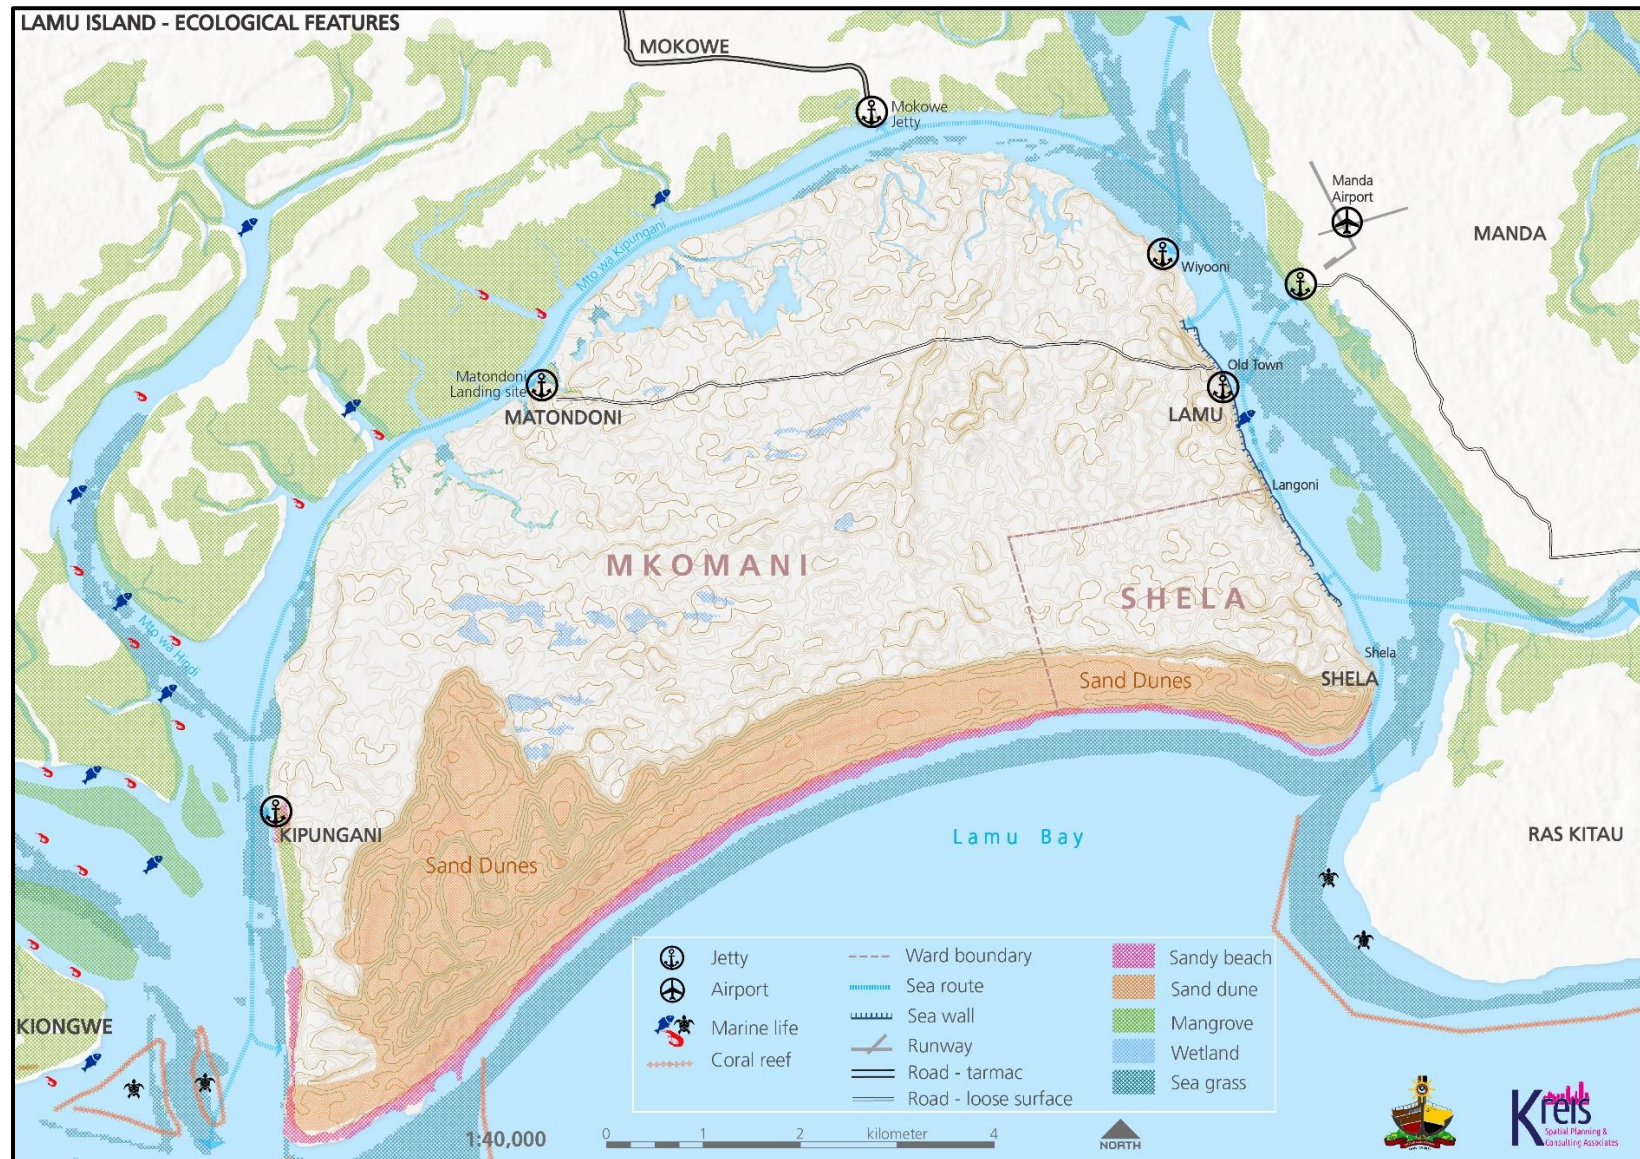 LAMU ISLAND - ECOLOGICAL FEATURES
MOKOWE
Mokowe
Jetty
Manda
Airport
MANDA
Mto wa Kipungani
Wiyooni
Old Town
Matondoni
Landing site
MATONDONI
LAMU
Langoni
MKOMANI
SHELA
Mto wa Hindi
Shela
SHELA
Sand Dunes
KIPUNGANI
Lamu Bay
RAS KITAU
Sand Dunes
KIONGWE
Jetty
Airport
Marine life
Coral reef
Ward boundary
Sea route
Sea wall
Runway
Road - tarmac
Road - loose surface
Sandy beach
Sand dune
Mangrove
Wetland
Sea grass
1:40,000
0 1 2 kilometer 4
NORTH
Kreis
Spatial Planning &
Consulting Associates